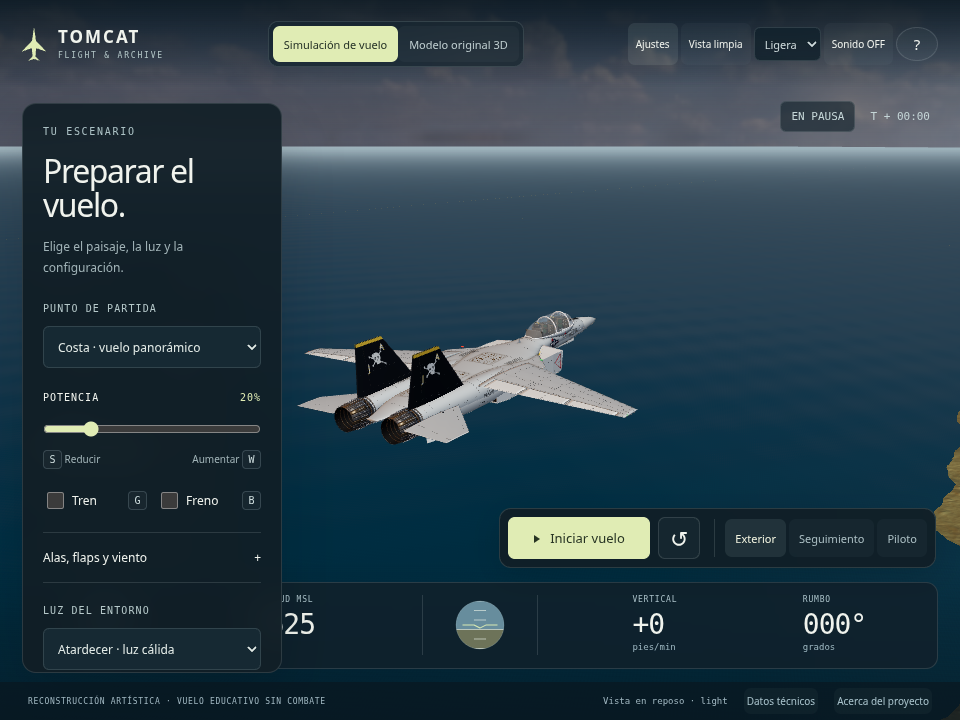 TOMCAT
FLIGHT & ARCHIVE
Simulación de vuelo
Modelo original 3D
Ajustes
Vista limpia
Ligera
Sonido OFF
?
EN PAUSA
T + 00:00
TU ESCENARIO
Preparar el
vuelo.
Elige el paisaje, la luz y la
configuración.
PUNTO DE PARTIDA
Costa · vuelo panorámico
POTENCIA 20%
S Reducir
Aumentar W
Tren G
Freno B
Alas, flaps y viento +
LUZ DEL ENTORNO
Atardecer · luz cálida
Iniciar vuelo
↺
Exterior
Seguimiento
Piloto
MSL
25
VERTICAL
+0
pies/min
RUMBO
000°
grados
RECONSTRUCCIÓN ARTÍSTICA · VUELO EDUCATIVO SIN COMBATE
Vista en reposo · light
Datos técnicos
Acerca del proyecto